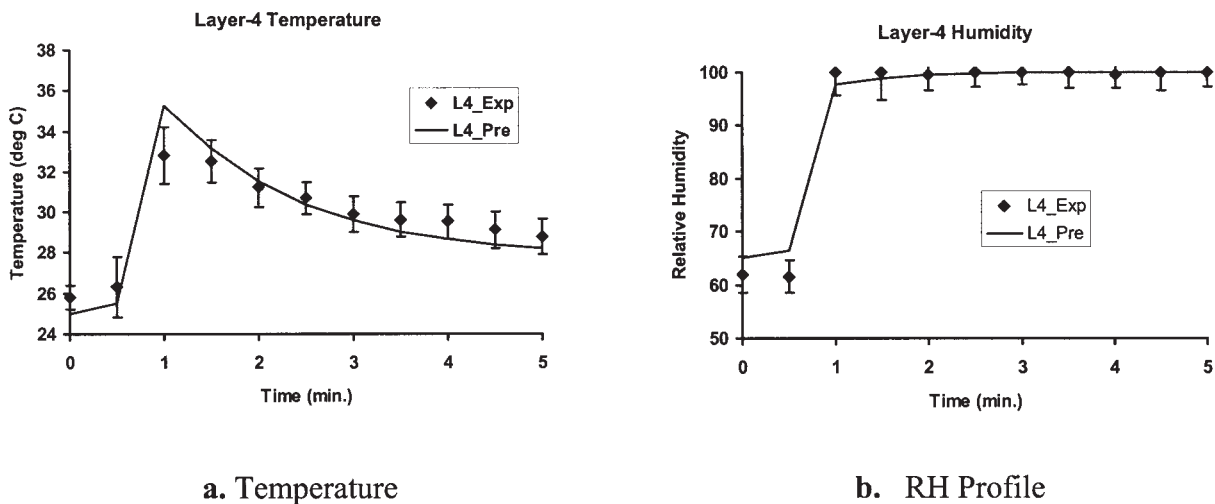 Layer-4 Temperature
38
36
34
32
30
28
26
24
Temperature (deg C)
L4_Exp
L4_Pre
0 1 2 3 4 5
Time (min.)
a. Temperature
Layer-4 Humidity
100
90
80
70
60
50
Relative Humidity
L4_Exp
L4_Pre
0 1 2 3 4 5
Time (min.)
b. RH Profile